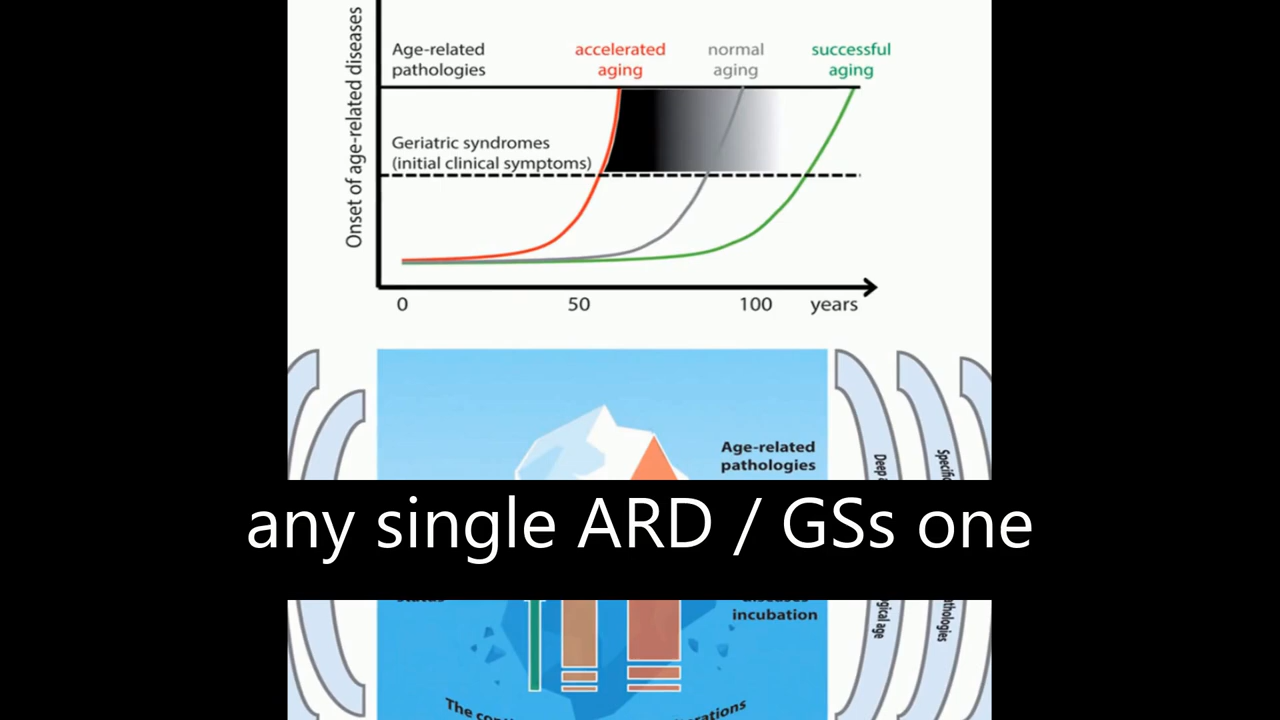 Onset of age-related diseases
Age-related
pathologies
accelerated
aging
normal
aging
successful
aging
Geriatric syndromes
(initial clinical symptoms)
0 50 100 years
Age-related
pathologies
any single ARD / GSs one
incubation
The